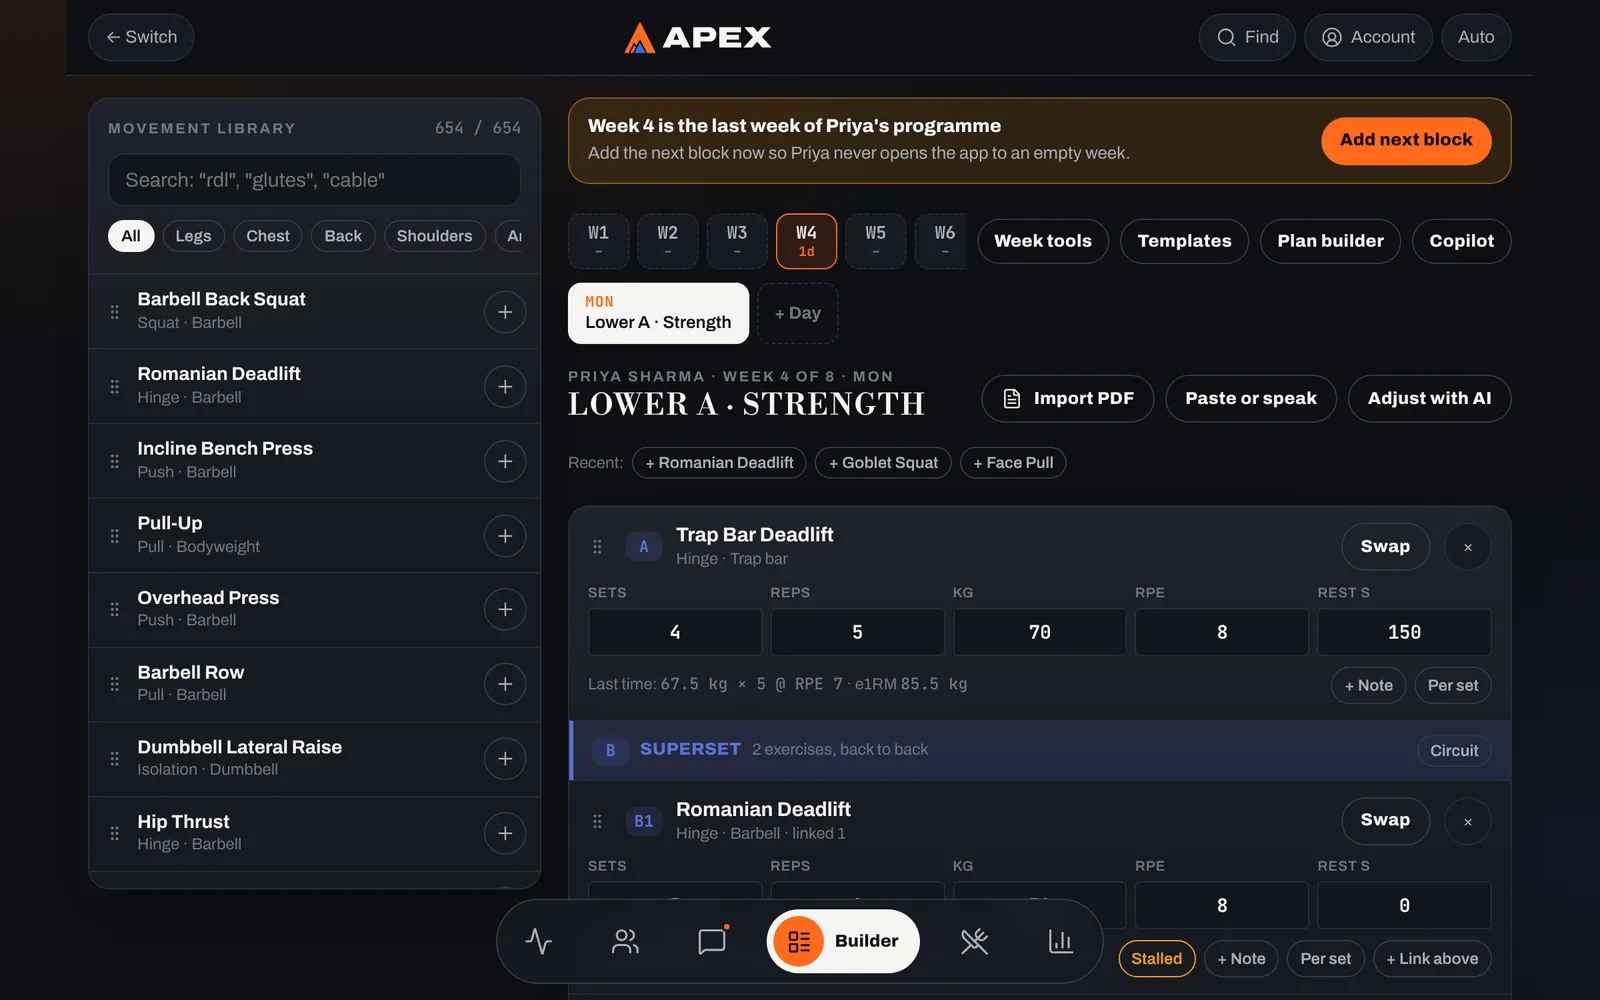 ← Switch
APEX
Find
Account
Auto
MOVEMENT LIBRARY
654 / 654
Search: "rdl", "glutes", "cable"
All
Legs
Chest
Back
Shoulders
Barbell Back Squat
Squat · Barbell
Romanian Deadlift
Hinge · Barbell
Incline Bench Press
Push · Barbell
Pull-Up
Pull · Bodyweight
Overhead Press
Push · Barbell
Barbell Row
Pull · Barbell
Dumbbell Lateral Raise
Isolation · Dumbbell
Hip Thrust
Hinge · Barbell
Week 4 is the last week of Priya's programme
Add the next block now so Priya never opens the app to an empty week.
Add next block
W1
–
W2
–
W3
–
W4
1d
W5
–
W6
–
Week tools
Templates
Plan builder
Copilot
MON
Lower A · Strength
+ Day
PRIYA SHARMA · WEEK 4 OF 8 · MON
LOWER A · STRENGTH
Import PDF
Paste or speak
Adjust with AI
Recent:
+ Romanian Deadlift
+ Goblet Squat
+ Face Pull
A
Trap Bar Deadlift
Hinge · Trap bar
Swap
×
SETS REPS KG RPE REST S
4 5 70 8 150
Last time: 67.5 kg × 5 @ RPE 7 · e1RM 85.5 kg
+ Note
Per set
B
SUPERSET
2 exercises, back to back
Circuit
B1
Romanian Deadlift
Hinge · Barbell · linked 1
Swap
×
SETS REPS KG RPE REST S
8 0
Builder
Stalled
+ Note
Per set
+ Link above